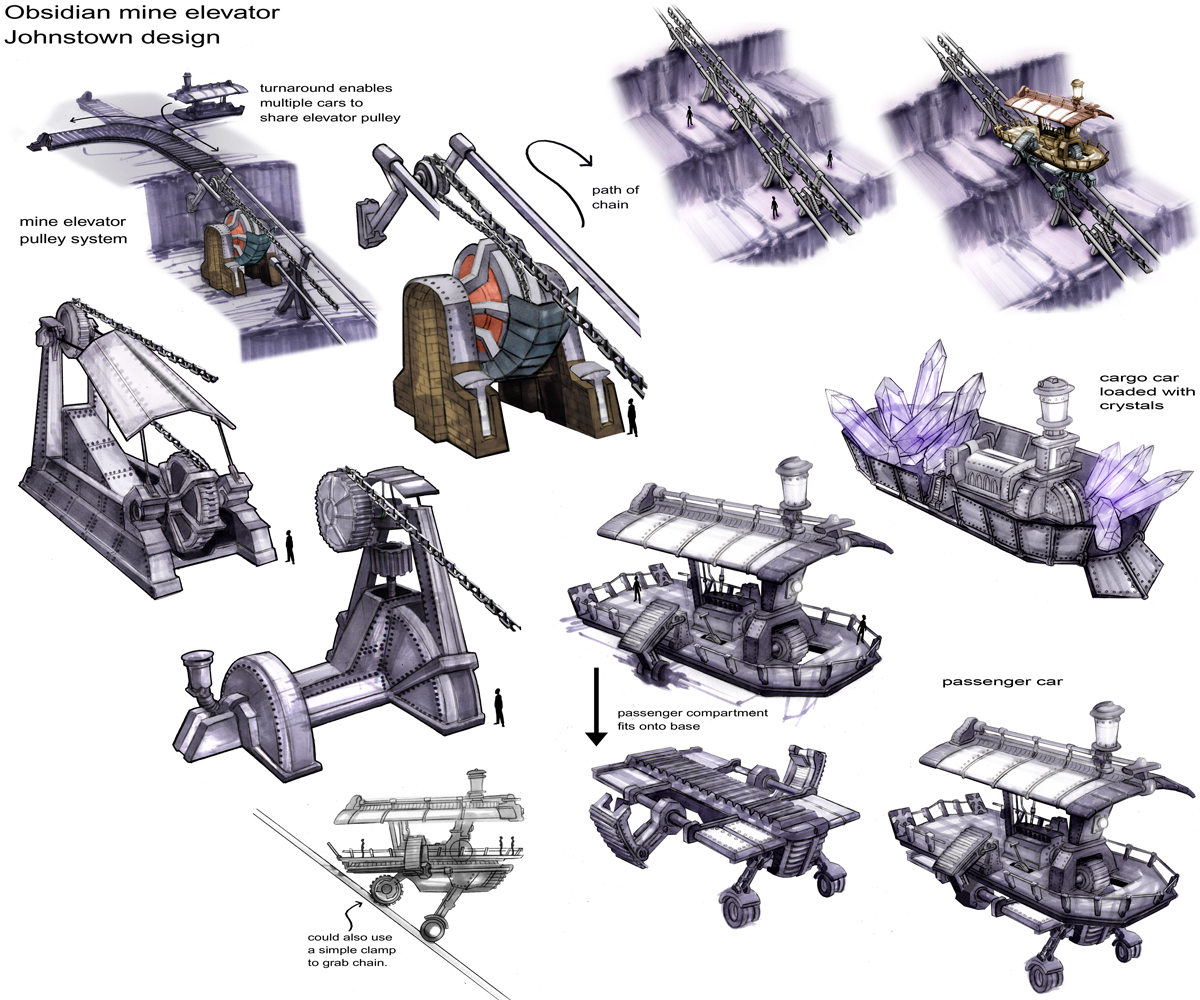 Obsidian mine elevator
Johnstown design
turnaround enables
multiple cars to
share elevator pulley
mine elevator
pulley system
path of
chain
cargo car
loaded with
crystals
passenger car
passenger compartment
fits onto base
could also use
a simple clamp
to grab chain.